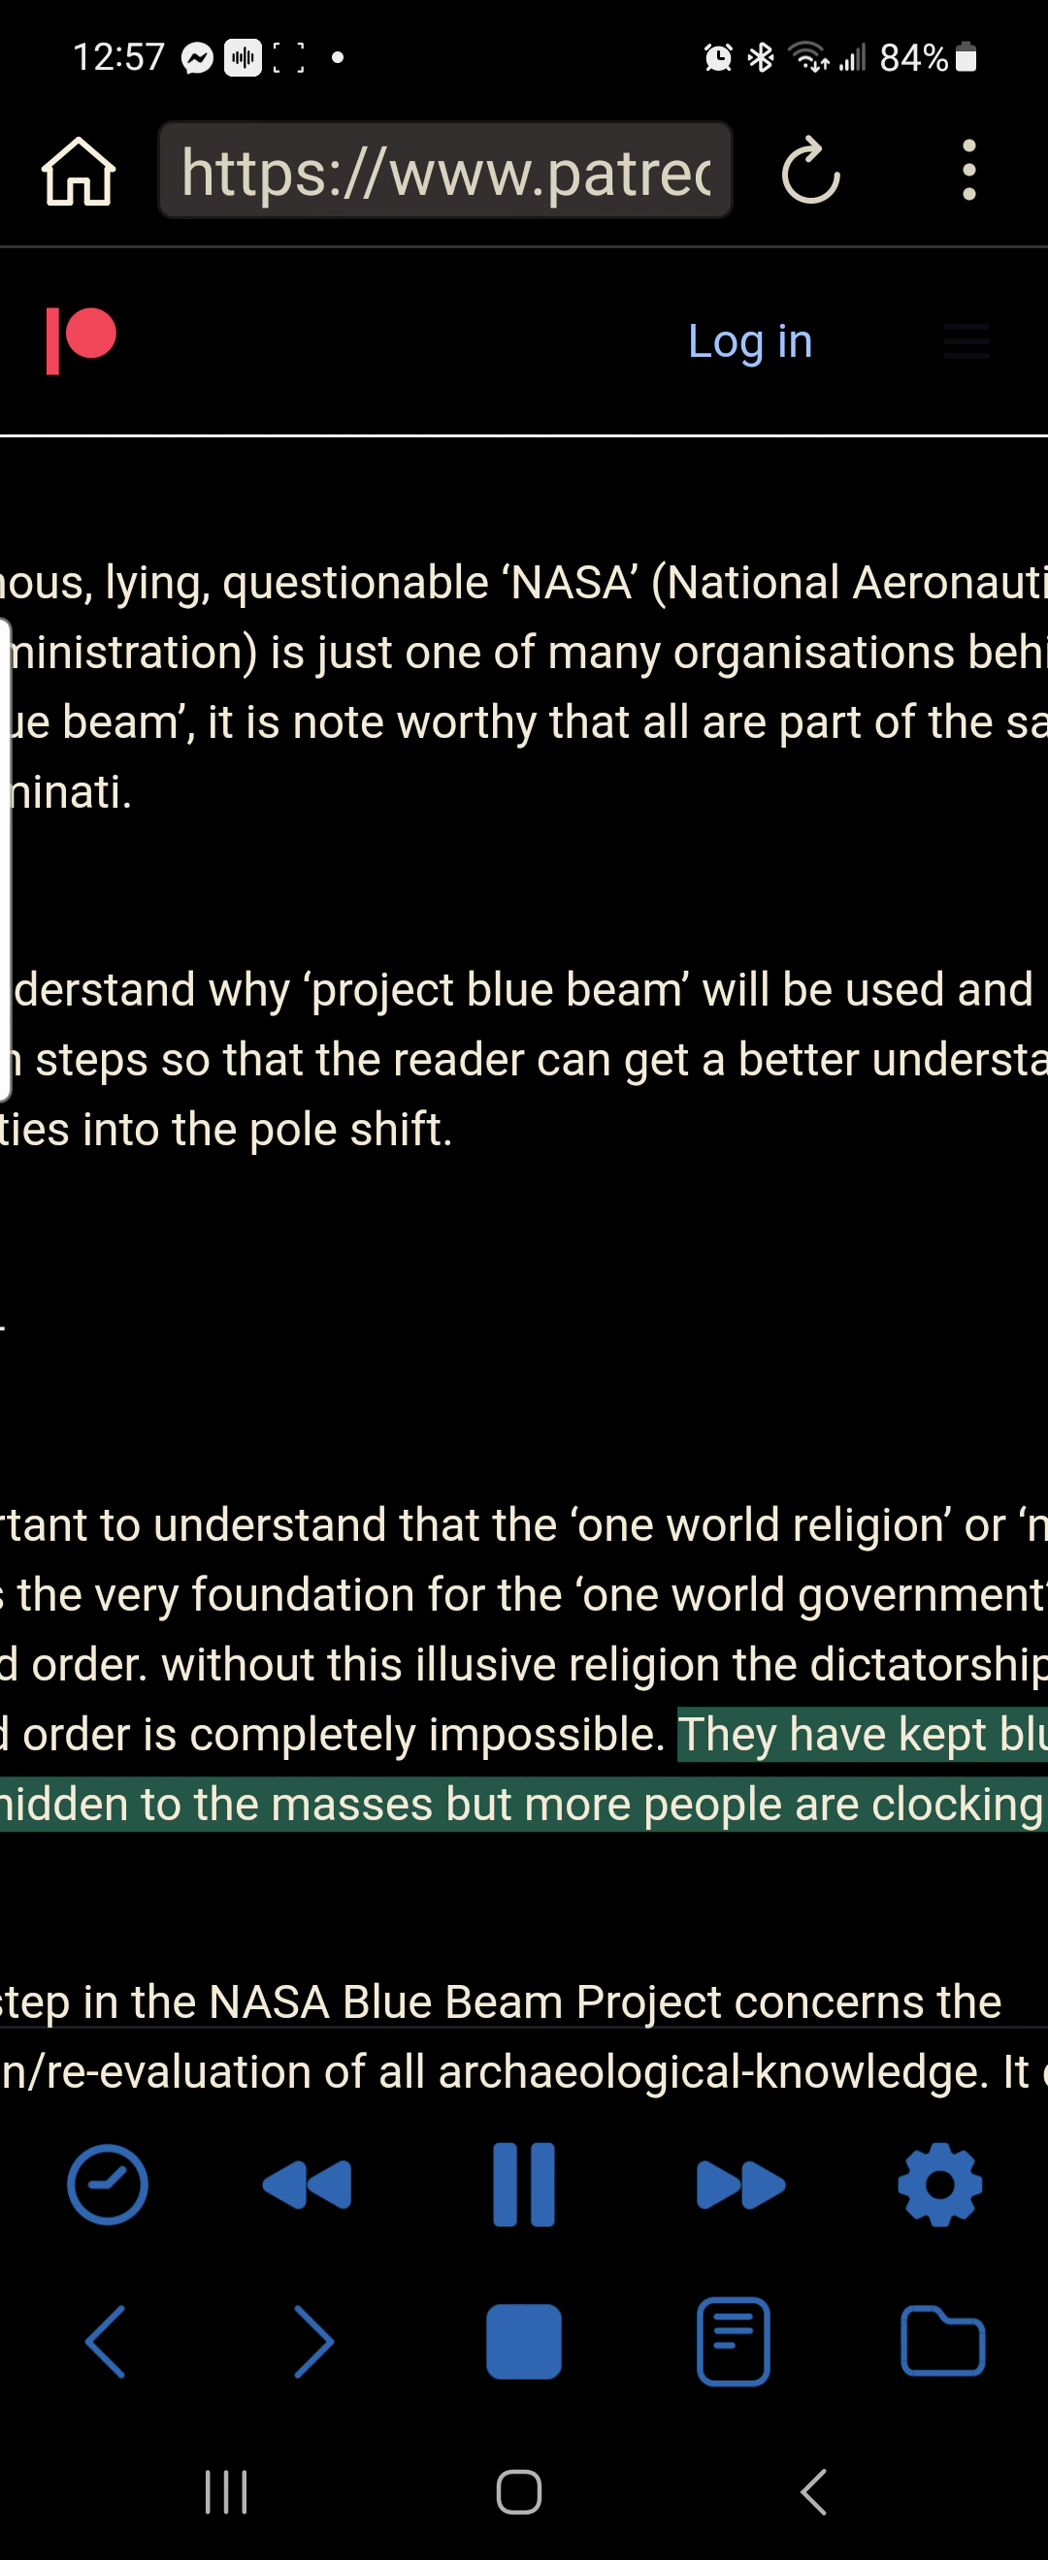 12:57
84%
https://www.patreo
Log in
nous, lying, questionable ‘NASA’ (National Aeronauti
ministration) is just one of many organisations behi
ue beam’, it is note worthy that all are part of the sa
minati.
derstand why ‘project blue beam’ will be used and
n steps so that the reader can get a better understa
ties into the pole shift.
rtant to understand that the ‘one world religion’ or ‘n
s the very foundation for the ‘one world government’
d order. without this illusive religion the dictatorship
d order is completely impossible. They have kept blu
hidden to the masses but more people are clocking
step in the NASA Blue Beam Project concerns the
n/re-evaluation of all archaeological-knowledge. It